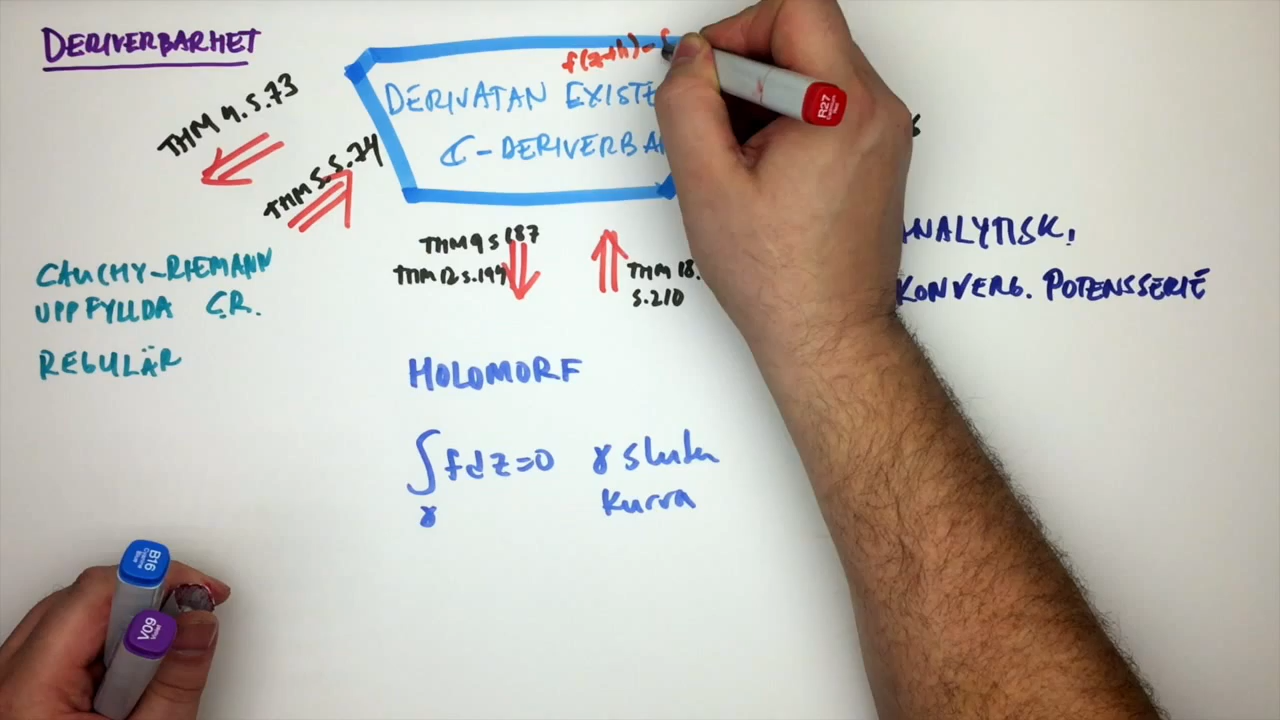 DERIVERBARHET
f(z+h)-f
THM 4.S.73
DERIVATAN EXISTE
THM 5.S.74
C-DERIVERBA
THM 9 S 187
THM 12 S.194
THM 18.
S.210
CAUCHY-RIEMANN
UPPFYLLDA C.R.
REGULÄR
ANALYTISK,
KONVERG. POTENSSERIE
HOLOMORF
∫f dz=0 γ sluten
γ kurva
R27
B16
V09